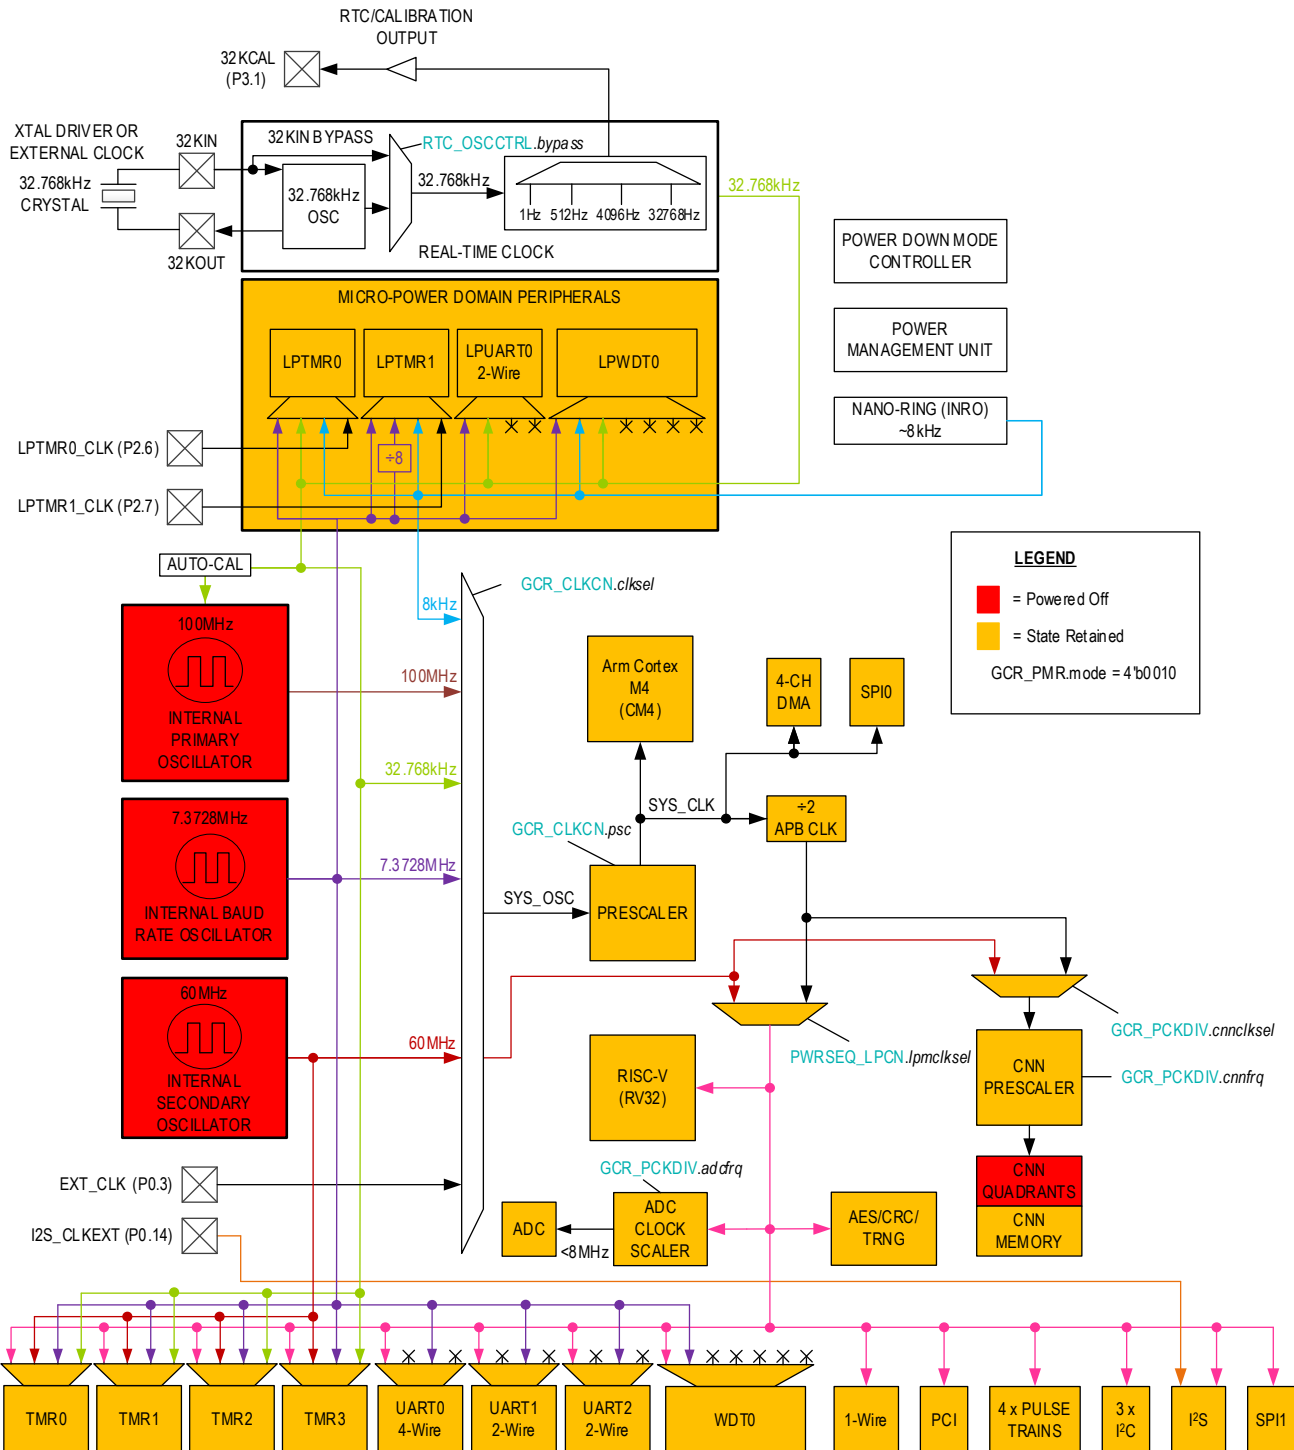 RTC/CALIBRATION
OUTPUT
32KCAL
(P3.1)
XTAL DRIVER OR
EXTERNAL CLOCK
32KIN
32.768kHz
CRYSTAL
32KOUT
32KIN BYPASS
RTC_OSCCTRL.bypass
32.768kHz
OSC
32.768kHz
1Hz 512Hz 4096Hz 32768Hz
REAL-TIME CLOCK
32.768kHz
POWER DOWN MODE
CONTROLLER
POWER
MANAGEMENT UNIT
NANO-RING (INRO)
~8kHz
MICRO-POWER DOMAIN PERIPHERALS
LPTMR0
LPTMR1
LPUART0
2-Wire
LPWDT0
÷8
LPTMR0_CLK (P2.6)
LPTMR1_CLK (P2.7)
LEGEND
= Powered Off
= State Retained
GCR_PMR.mode = 4'b0010
AUTO-CAL
100MHz
INTERNAL
PRIMARY
OSCILLATOR
7.3728MHz
INTERNAL BAUD
RATE OSCILLATOR
60MHz
INTERNAL
SECONDARY
OSCILLATOR
GCR_CLKCN.clksel
8kHz
100MHz
32.768kHz
7.3728MHz
60MHz
EXT_CLK (P0.3)
I2S_CLKEXT (P0.14)
SYS_OSC
GCR_CLKCN.psc
PRESCALER
Arm Cortex
M4
(CM4)
SYS_CLK
4-CH
DMA
SPI0
÷2
APB CLK
PWRSEQ_LPCN.lpmclksel
GCR_PCKDIV.cnnclksel
CNN
PRESCALER
GCR_PCKDIV.cnnfrq
CNN
QUADRANTS
CNN
MEMORY
RISC-V
(RV32)
GCR_PCKDIV.adcfrq
ADC
<8MHz
ADC
CLOCK
SCALER
AES/CRC/
TRNG
TMR0
TMR1
TMR2
TMR3
UART0
4-Wire
UART1
2-Wire
UART2
2-Wire
WDT0
1-Wire
PCI
4 x PULSE
TRAINS
3 x
I²C
I²S
SPI1